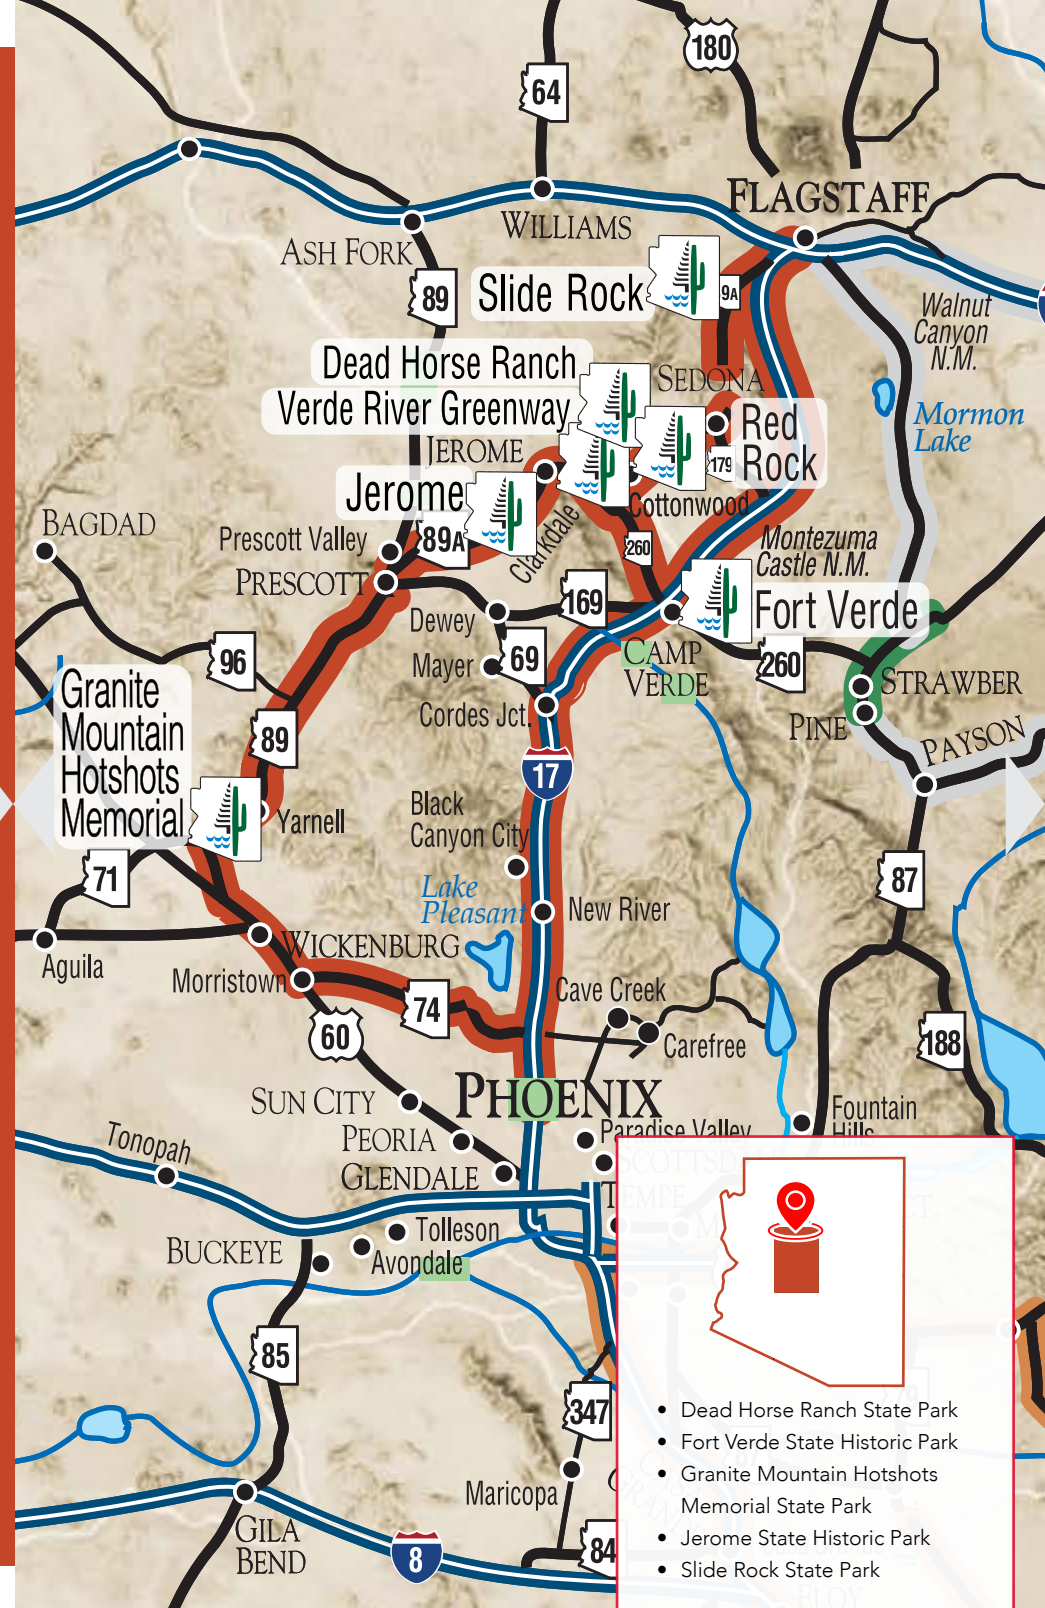 180
64
FLAGSTAFF
WILLIAMS
ASH FORK
89
Slide Rock
9A
Walnut
Canyon
N.M.
Dead Horse Ranch
SEDONA
Verde River Greenway
Mormon
Lake
Red
Rock
JEROME
179
Jerome
Cottonwood
BAGDAD
Prescott Valley
89A
Clarkdale
260
Montezuma
Castle N.M.
PRESCOTT
169
Dewey
Fort Verde
96
Mayer
69
CAMP
VERDE
260
STRAWBER
Granite
Mountain
Hotshots
Memorial
89
Cordes Jct.
PINE
PAYSON
17
Yarnell
Black
Canyon City
71
87
Lake
Pleasant
New River
WICKENBURG
Aguila
Morristown
74
Cave Creek
60
Carefree
188
SUN CITY
PHOENIX
Fountain
Hills
Tonopah
PEORIA
Paradise Valley
GLENDALE
SCOTTSD
TEMPE
Tolleson
BUCKEYE
Avondale
85
347
Maricopa
GILA
BEND
8
84
• Dead Horse Ranch State Park
• Fort Verde State Historic Park
• Granite Mountain Hotshots
Memorial State Park
• Jerome State Historic Park
• Slide Rock State Park
ELOY